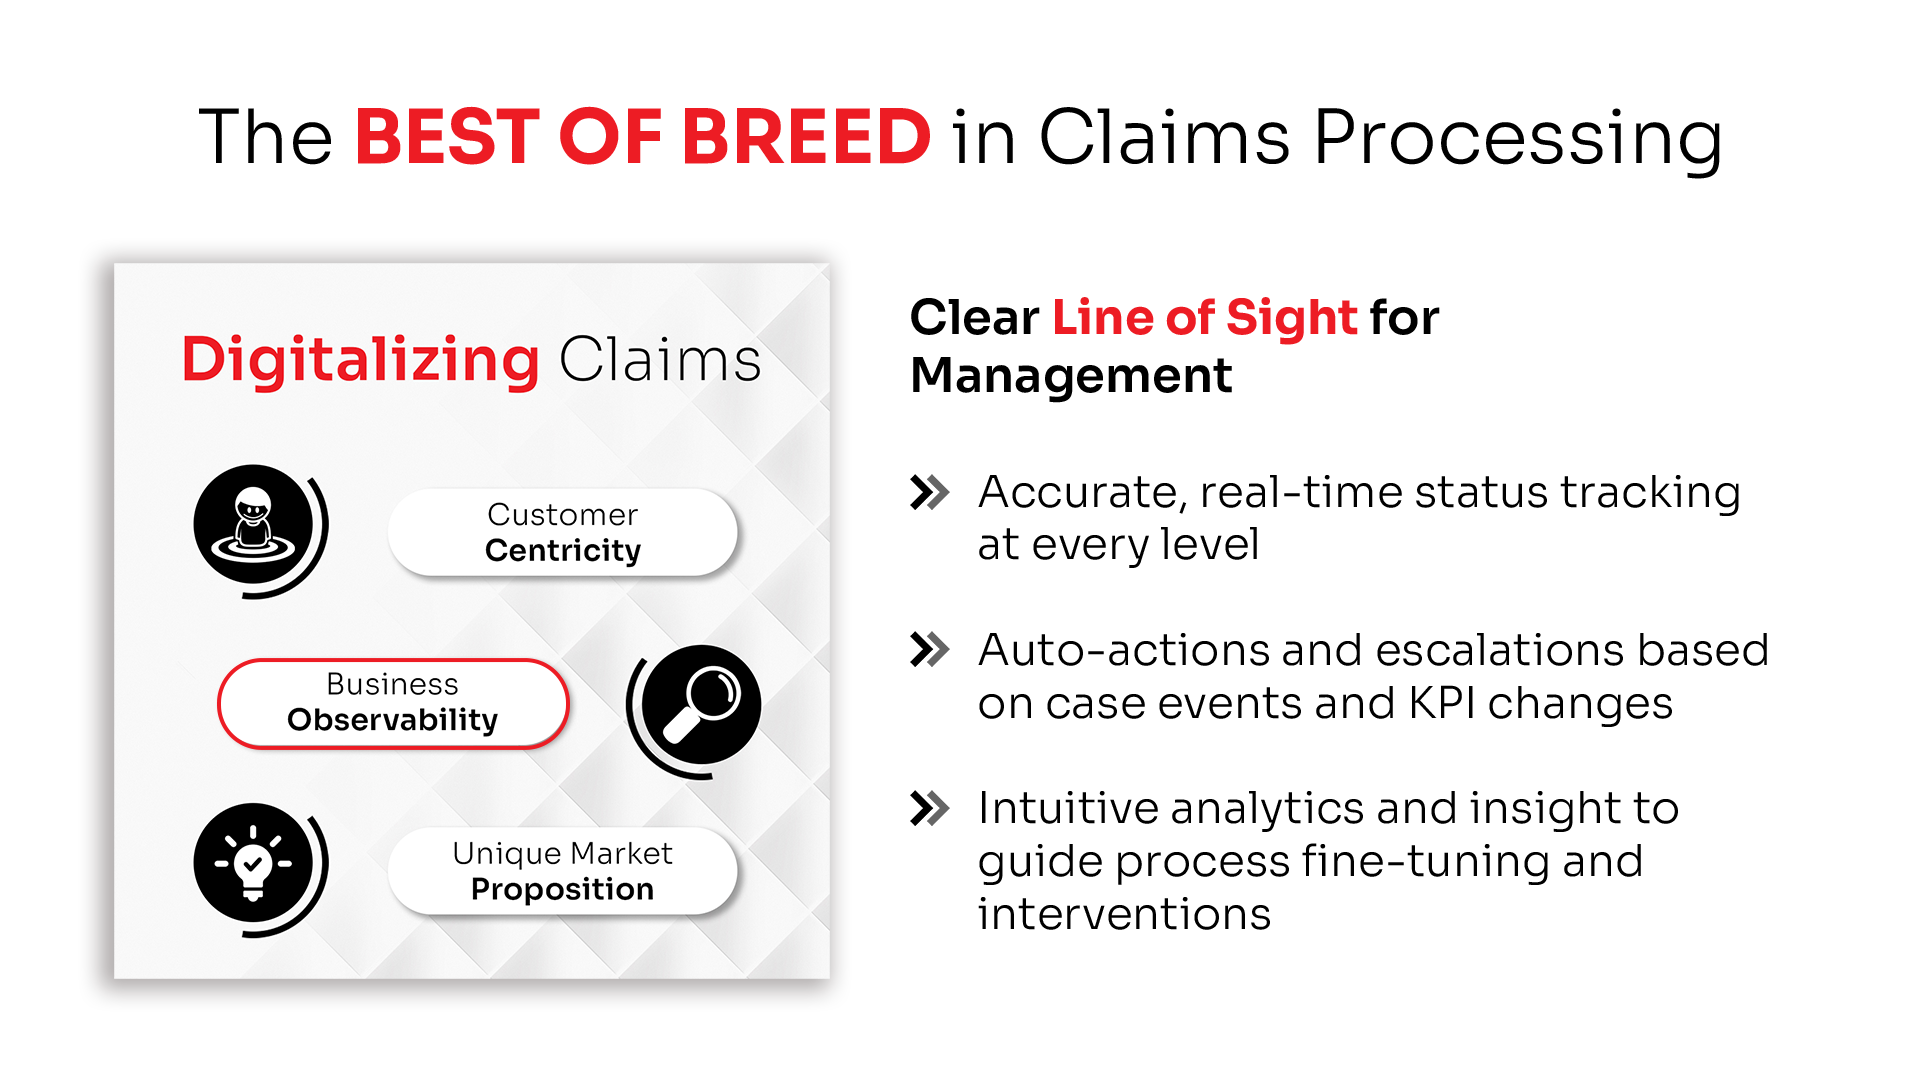 The BEST OF BREED in Claims Processing
Digitalizing Claims
Customer
Centricity
Business
Observability
Unique Market
Proposition
Clear Line of Sight for
Management
Accurate, real-time status tracking
at every level
Auto-actions and escalations based
on case events and KPI changes
Intuitive analytics and insight to
guide process fine-tuning and
interventions